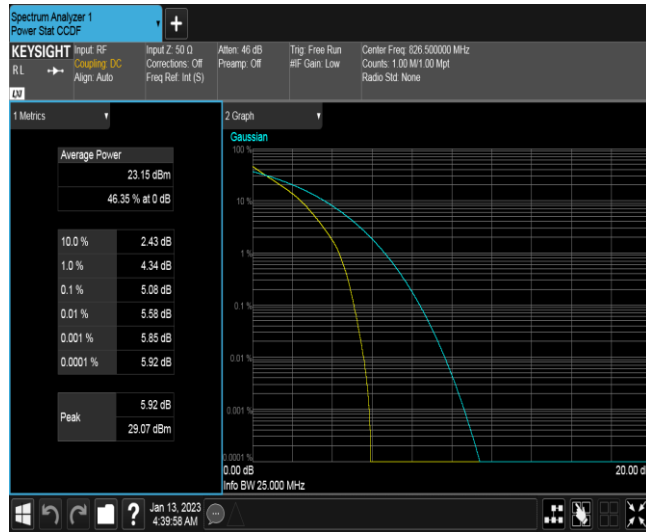 Spectrum Analyzer 1
Power Stat CCDF
+
KEYSIGHT
RL
LXI
Input: RF
Coupling: DC
Align: Auto
Input Z: 50 Ω
Corrections: Off
Freq Ref: Int (S)
Atten: 46 dB
Preamp: Off
Trig: Free Run
#IF Gain: Low
Center Freq: 826.500000 MHz
Counts: 1.00 M/1.00 Mpt
Radio Std: None
1 Metrics
Average Power
23.15 dBm
46.35 % at 0 dB
10.0 % 2.43 dB
1.0 % 4.34 dB
0.1 % 5.08 dB
0.01 % 5.58 dB
0.001 % 5.85 dB
0.0001 % 5.92 dB
Peak
5.92 dB
29.07 dBm
2 Graph
Gaussian
100 %
10 %
1 %
0.1 %
0.01 %
0.001 %
0.0001 %
0.00 dB
20.00 d
Info BW 25.000 MHz
?
Jan 13, 2023
4:39:58 AM